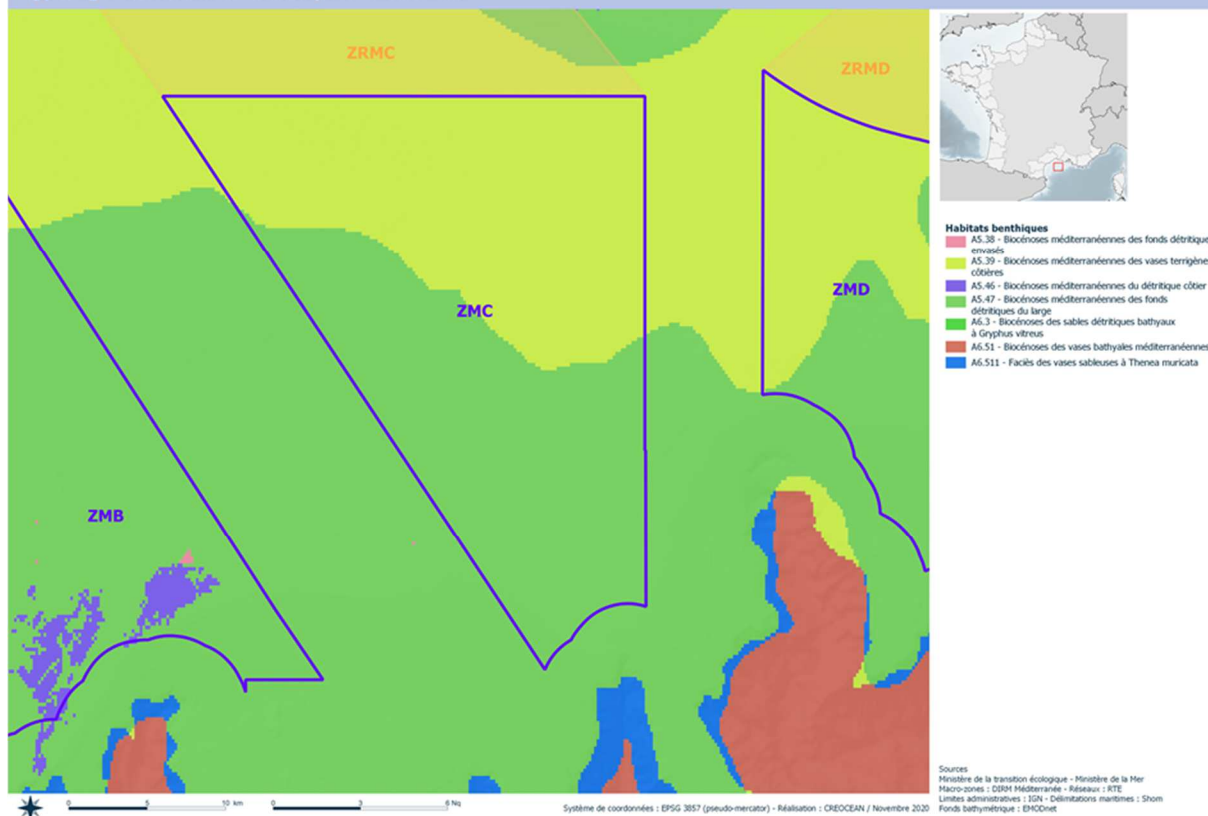 ZRMC
ZRMD
ZMC
ZMD
ZMB
Habitats benthiques
A5.38 - Biocénoses méditerranéennes des fonds détritique
envasés
A5.39 - Biocénoses méditerranéennes des vases terrigène
côtières
A5.46 - Biocénoses méditerranéennes du détritique côtier
A5.47 - Biocénoses méditerranéennes des fonds
détritiques du large
A6.3 - Biocénoses des sables détritiques bathyaux
à Gryphus vitreus
A6.51 - Biocénoses des vases bathyales méditerranéennes
A6.511 - Faciès des vases sableuses à Thenea muricata
0 5 10 km
0 3 6 Nq
Système de coordonnées : EPSG 3857 (pseudo-mercator) - Réalisation : CREOCEAN / Novembre 2020
Sources
Ministère de la transition écologique - Ministère de la Mer
Macro-zones : DIRM Méditerranée - Réseaux : RTE
Limites administratives : IGN - Délimitations maritimes : Shom
Fonds bathymétrique : EMODnet